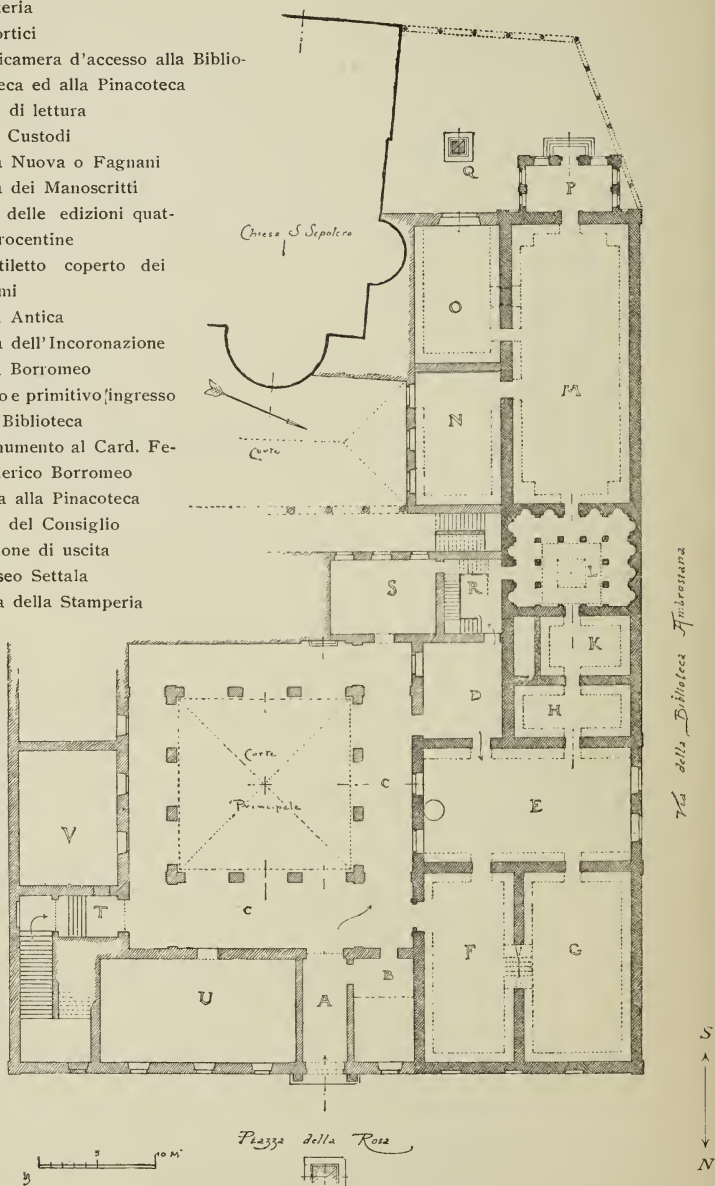 teria
ortici
icamera d'accesso alla Biblio-
eca ed alla Pinacoteca
di lettura
Custodi
a Nuova o Fagnani
a dei Manoscritti
delle edizioni quat-
rocentine
tiletto coperto dei
mi
Antica
a dell'Incoronazione
Borromeo
o e primitivo ingresso
Biblioteca
numento al Card. Fe-
lerico Borromeo
a alla Pinacoteca
del Consiglio
one di uscita
seo Settala
a della Stamperia
Chiesa S Sepolcro
Corte
Q
P
O
M
N
L
S
R
K
D
H
Corte
Principale
C
E
V
T
C
F
G
B
U
A
Via della Biblioteca Ambrosiana
S
N
Piazza della Rosa
5
10 M